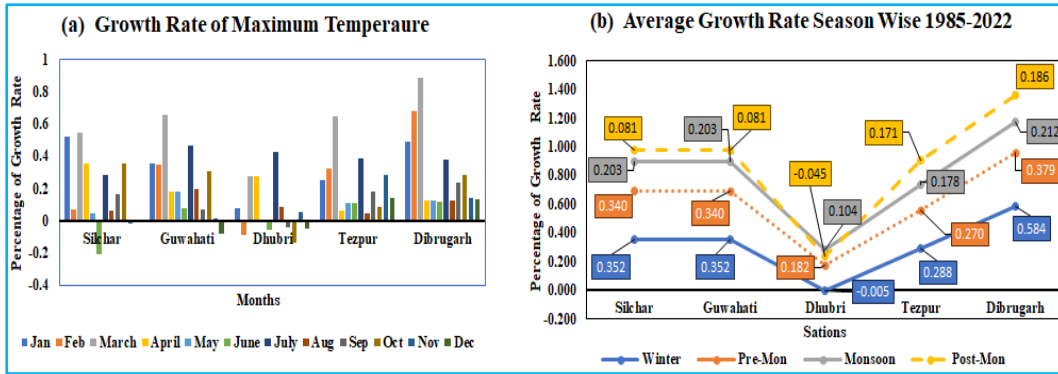 (a) Growth Rate of Maximum Temperaure
Percentage of Growth Rate
1
0.8
0.6
0.4
0.2
0
-0.2
0.4
Silchar Guwahati Dhubri Tezpur Dibrugarh
Months
Jan Feb March April May June July Aug Sep Oct Nov Dec
(b) Average Growth Rate Season Wise 1985-2022
Percentage of Growth Rate
1.600
1.400
1.200
1.000
0.800
0.600
0.400
0.200
0.000
-0.200
0.081 0.081 -0.045 0.171 0.186
0.203 0.203 0.104 0.178 0.212
0.340 0.340 0.182 0.270 0.379
0.352 0.352 -0.005 0.288 0.584
Silchar Guwahati Dhubri Tezpur Dibrugarh
Sations
Winter Pre-Mon Monsoon Post-Mon